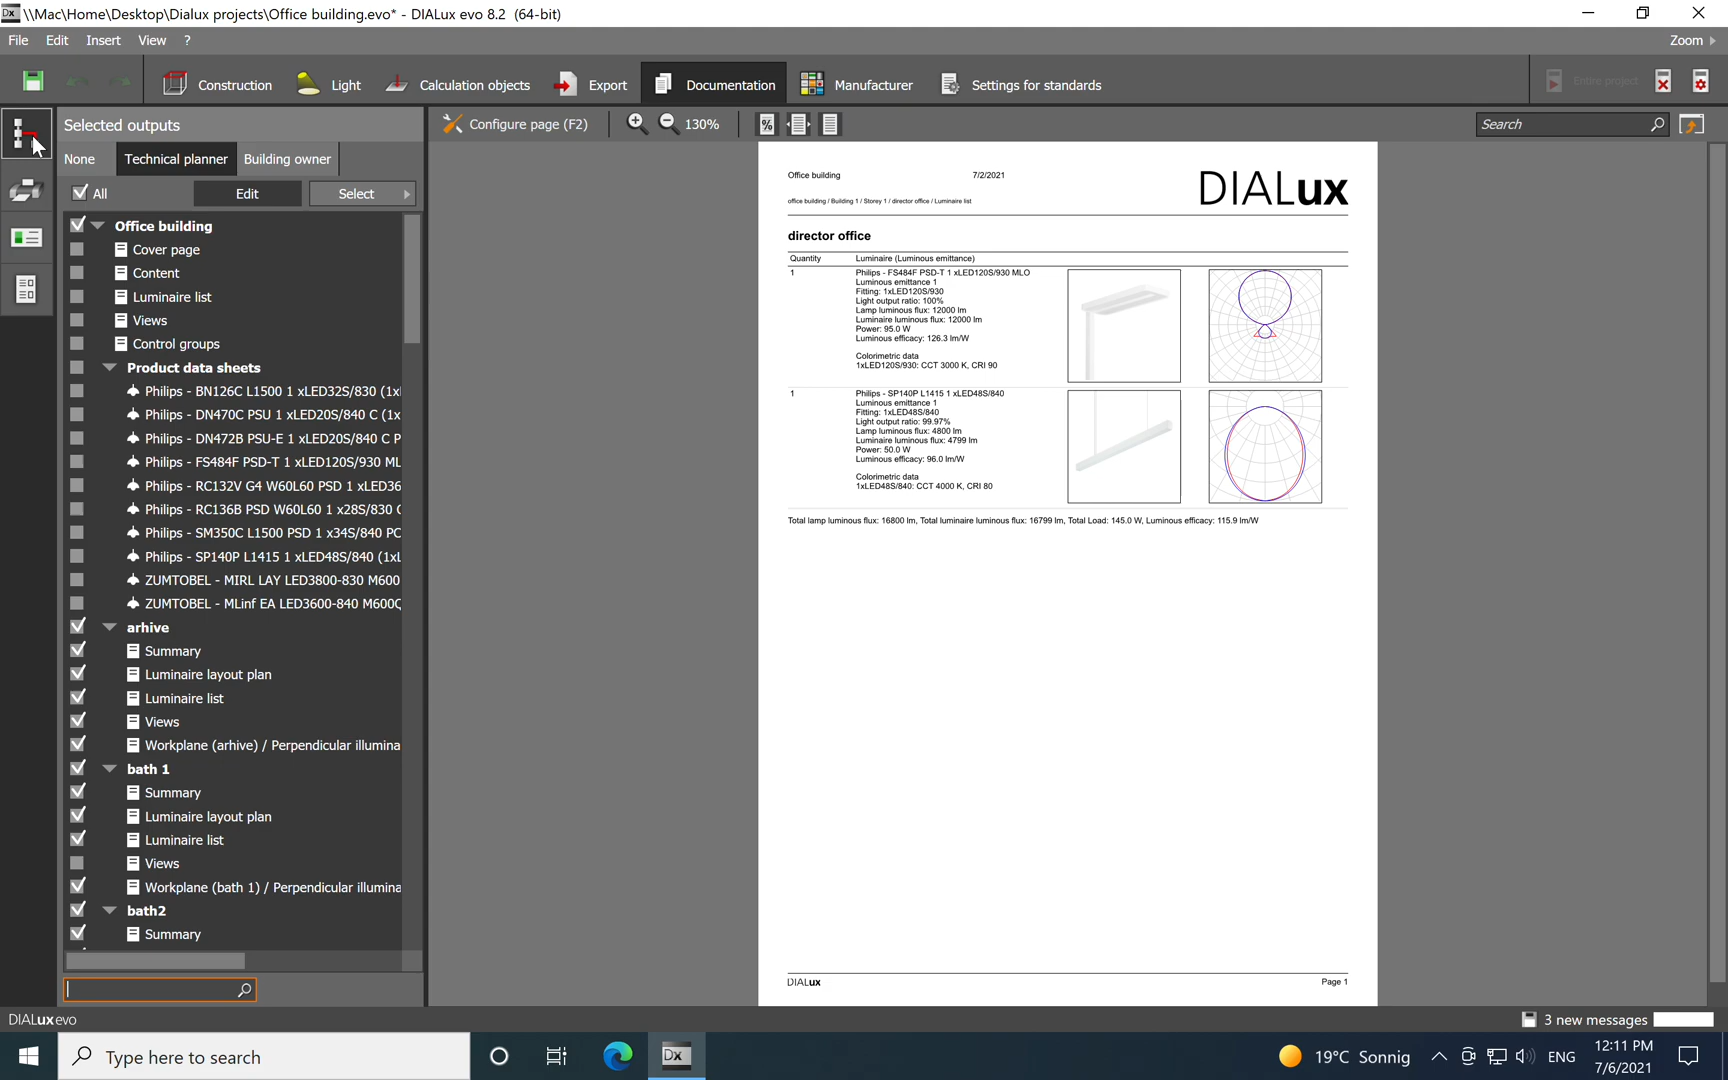 \\Mac\Home\Desktop\Dialux projects\Office building.evo* - DIALux evo 8.2 (64-bit)
File Edit Insert View ? Zoom
Construction Light Calculation objects Export Documentation Manufacturer Settings for standards Entire project
Selected outputs
Configure page (F2) 130% Search
None Technical planner Building owner
All Edit Select
Office building
Cover page
Content
Luminaire list
Views
Control groups
Product data sheets
Philips - BN126C L1500 1 xLED32S/830 (1xl
Philips - DN470C PSU 1 xLED20S/840 C (1x
Philips - DN472B PSU-E 1 xLED20S/840 C P
Philips - FS484F PSD-T 1 xLED120S/930 ML
Philips - RC132V G4 W60L60 PSD 1 xLED36
Philips - RC136B PSD W60L60 1 x28S/830 (
Philips - SM350C L1500 PSD 1 x34S/840 PC
Philips - SP140P L1415 1 xLED48S/840 (1xL
ZUMTOBEL - MIRL LAY LED3800-830 M600
ZUMTOBEL - MLinf EA LED3600-840 M600Q
arhive
Summary
Luminaire layout plan
Luminaire list
Views
Workplane (arhive) / Perpendicular illumina
bath 1
Summary
Luminaire layout plan
Luminaire list
Views
Workplane (bath 1) / Perpendicular illumina
bath2
Summary
Office building 7/2/2021
DIALux
office building / Building 1 / Storey 1 / director office / Luminaire list
director office
Quantity Luminaire (Luminous emittance)
1 Philips - FS484F PSD-T 1 xLED120S/930 MLO
Luminous emittance 1
Fitting: 1xLED120S/930
Light output ratio: 100%
Lamp luminous flux: 12000 lm
Luminaire luminous flux: 12000 lm
Power: 95.0 W
Luminous efficacy: 126.3 lm/W
Colorimetric data
1xLED120S/930: CCT 3000 K, CRI 90
1 Philips - SP140P L1415 1 xLED48S/840
Luminous emittance 1
Fitting: 1xLED48S/840
Light output ratio: 99.97%
Lamp luminous flux: 4800 lm
Luminaire luminous flux: 4799 lm
Power: 50.0 W
Luminous efficacy: 96.0 lm/W
Colorimetric data
1xLED48S/840: CCT 4000 K, CRI 80
Total lamp luminous flux: 16800 lm, Total luminaire luminous flux: 16799 lm, Total Load: 145.0 W, Luminous efficacy: 115.9 lm/W
DIALux Page 1
DIALux evo 3 new messages
Type here to search Dx 19°C Sonnig ENG 12:11 PM
7/6/2021